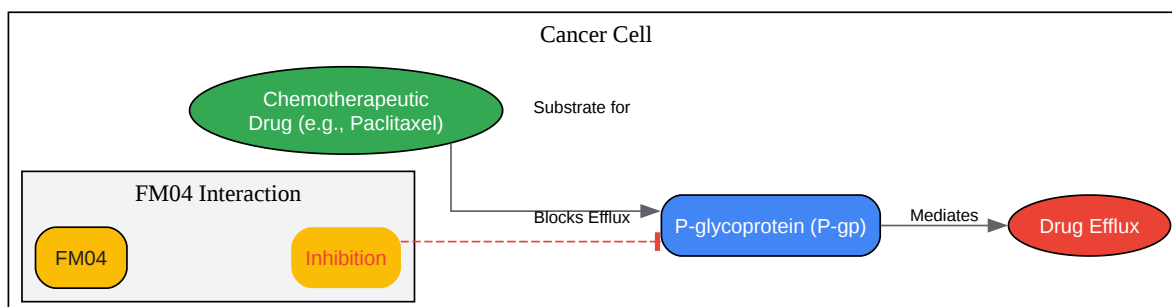 Cancer Cell
Chemotherapeutic
Drug (e.g., Paclitaxel)
Substrate for
FM04 Interaction
FM04
Inhibition
Blocks Efflux
P-glycoprotein (P-gp)
Mediates
Drug Efflux